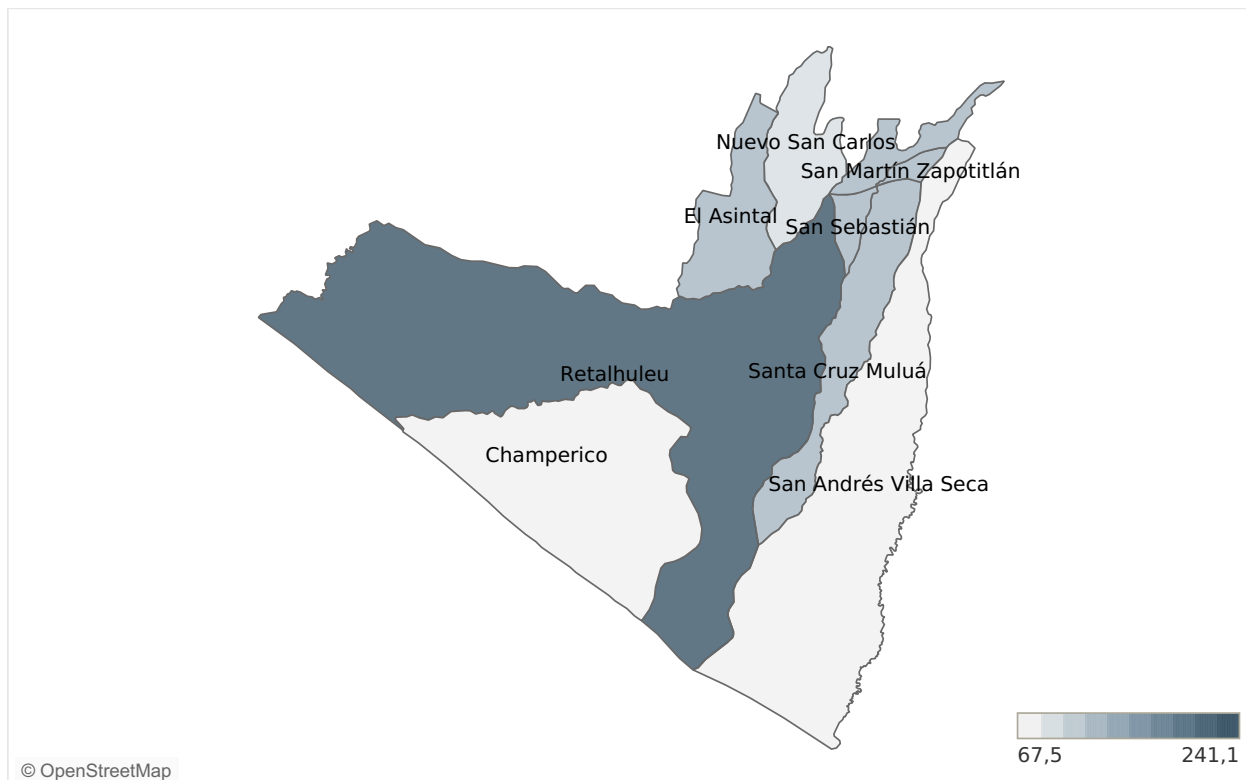 Nuevo San Carlos
San Martín Zapotitlán
El Asintal
San Sebastián
Retalhuleu
Santa Cruz Muluá
Champerico
San Andrés Villa Seca
67,5
241,1
© OpenStreetMap